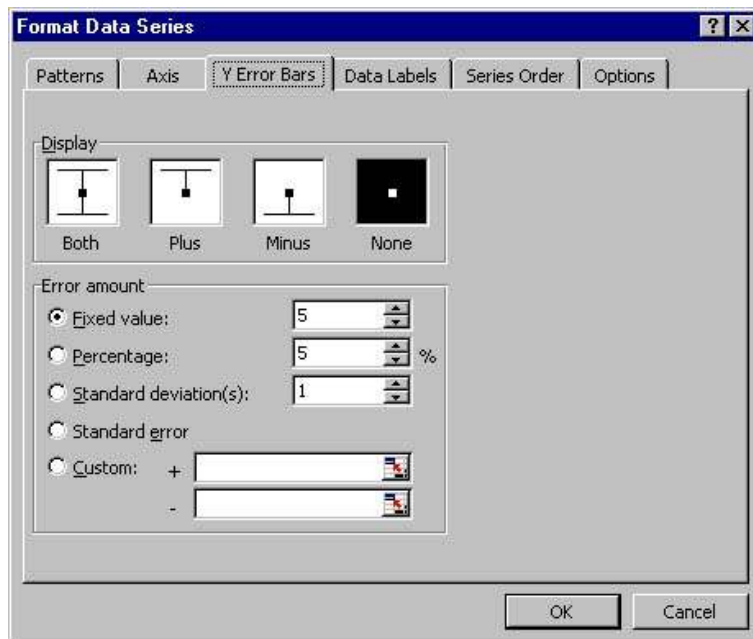 Format Data Series ? ×
Patterns Axis Y Error Bars Data Labels Series Order Options
Display
Both Plus Minus None
Error amount
Fixed value: 5
Percentage: 5 %
Standard deviation(s): 1
Standard error
Custom: +
-
OK Cancel